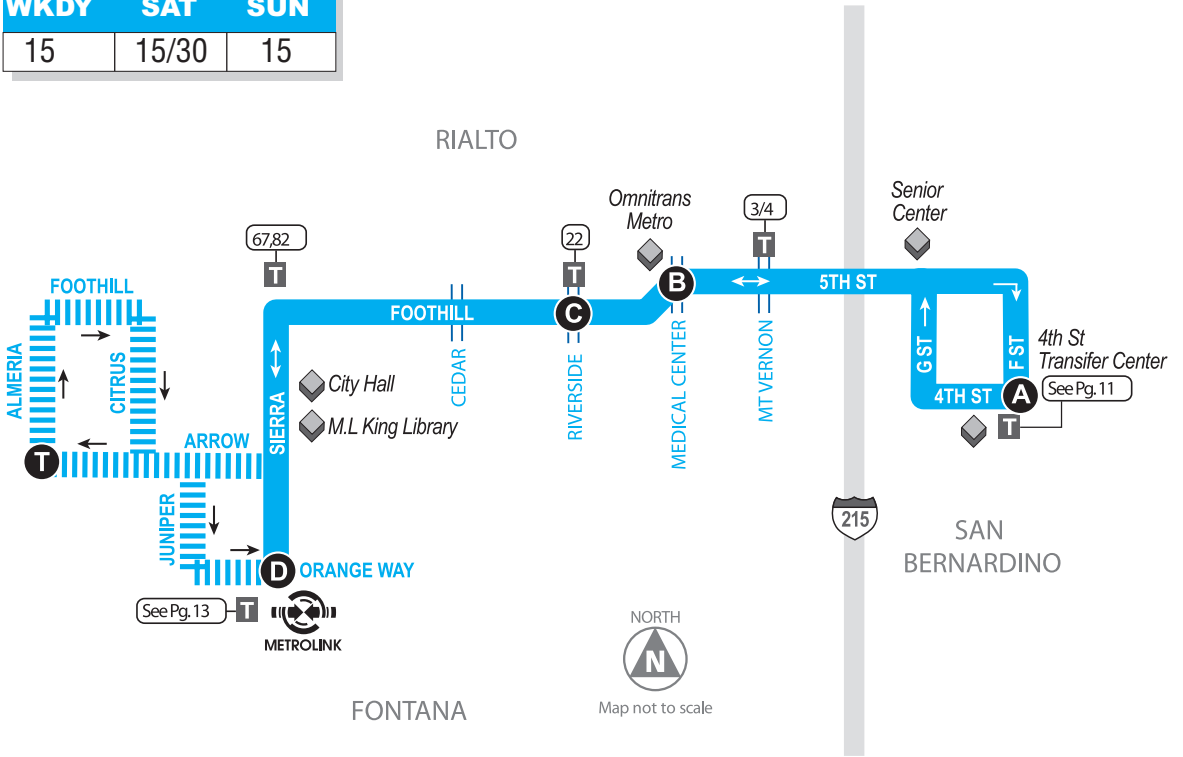 WKDY SAT SUN
15 15/30 15
RIALTO
Omnitrans
Metro
Senior
Center
67,82
T
22
T
3/4
T
FOOTHILL
FOOTHILL
C
B
5TH ST
ALMERIA
CITRUS
SIERRA
City Hall
M.L King Library
CEDAR
RIVERSIDE
MEDICAL CENTER
MT VERNON
G ST
F ST
4TH ST
A
4th St
Transifer Center
See Pg. 11
T
T
ARROW
JUNIPER
D
ORANGE WAY
See Pg. 13
T
METROLINK
215
SAN
BERNARDINO
NORTH
N
Map not to scale
FONTANA